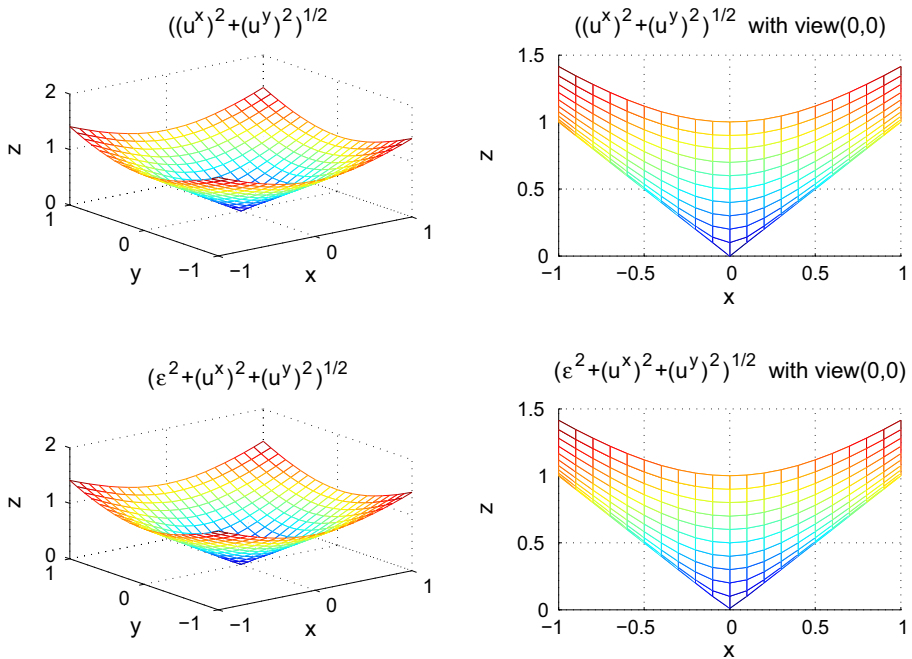 ((u^x)^2+(u^y)^2)^1/2
2
1
0
z
1
0
−1
y
−1
0
1
x
((u^x)^2+(u^y)^2)^1/2 with view(0,0)
1.5
1
0.5
0
z
−1
−0.5
0
0.5
1
x
(ε^2+(u^x)^2+(u^y)^2)^1/2
2
1
0
z
1
0
−1
y
−1
0
1
x
(ε^2+(u^x)^2+(u^y)^2)^1/2 with view(0,0)
1.5
1
0.5
0
z
−1
−0.5
0
0.5
1
x